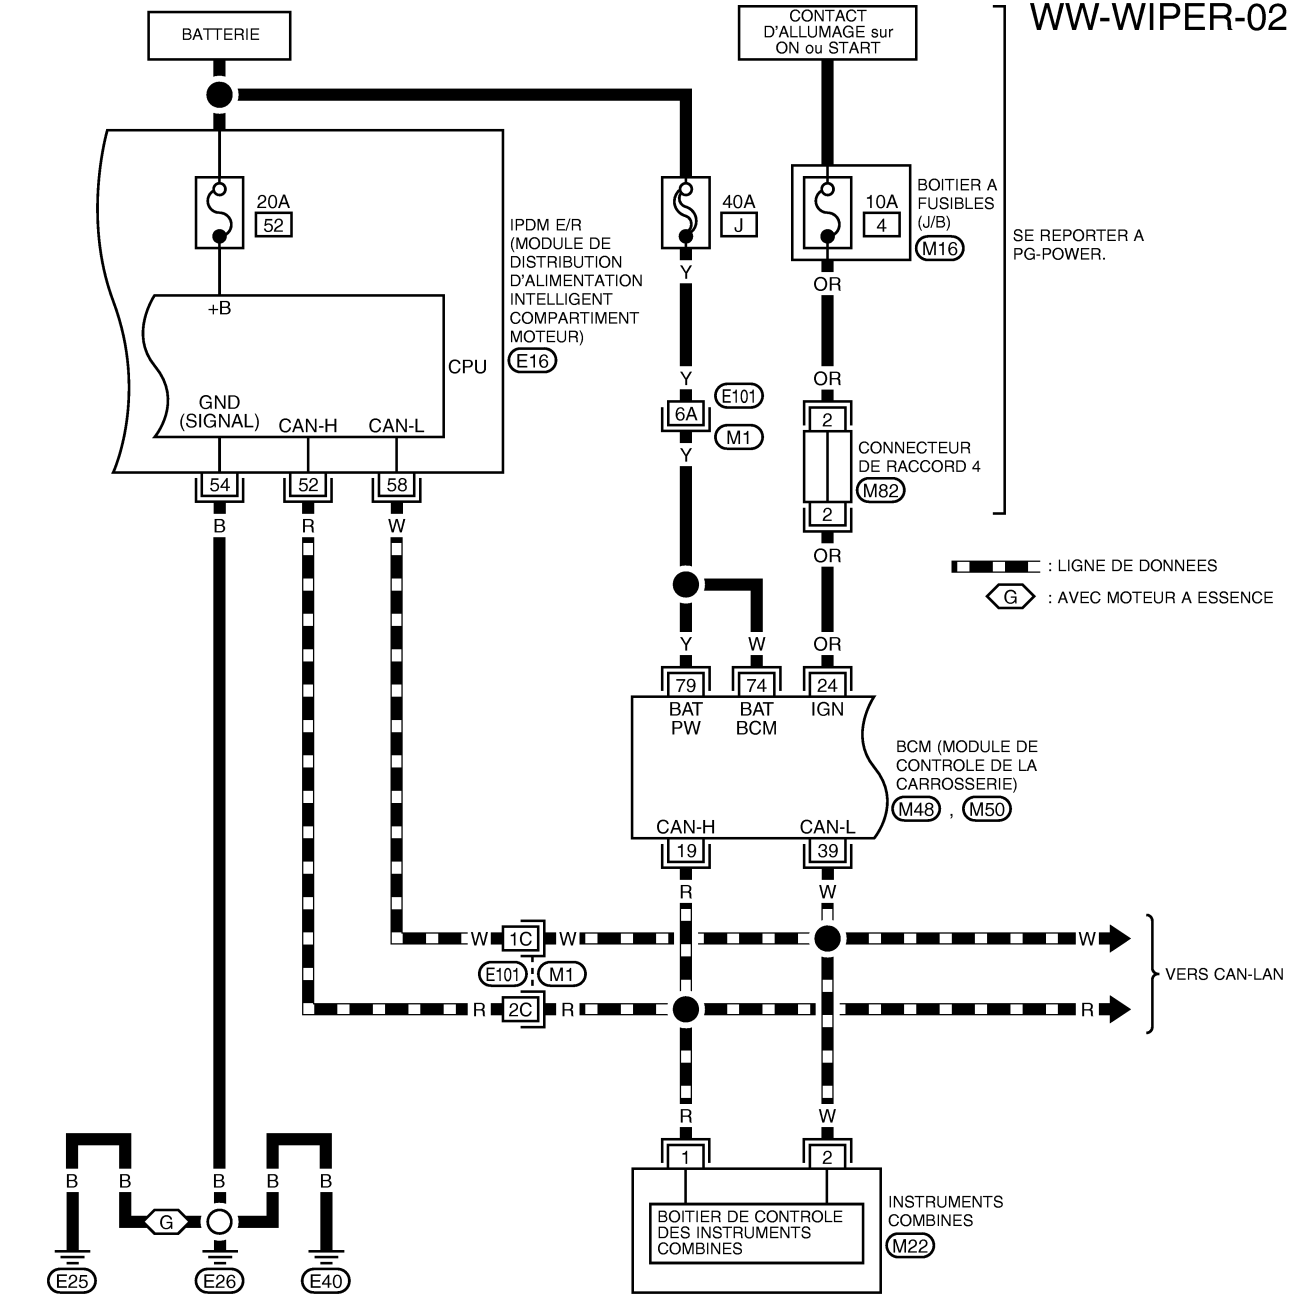 WW-WIPER-02
BATTERIE
CONTACT
D'ALLUMAGE sur
ON ou START
20A
52
40A
J
10A
4
BOITIER A
FUSIBLES
(J/B)
M16
SE REPORTER A
PG-POWER.
IPDM E/R
(MODULE DE
DISTRIBUTION
D'ALIMENTATION
INTELLIGENT
COMPARTIMENT
MOTEUR)
E16
+B
CPU
GND
(SIGNAL)
CAN-H
CAN-L
54
52
58
B
R
W
Y
OR
Y
OR
6A
E101
M1
Y
2
CONNECTEUR
DE RACCORD 4
M82
2
OR
: LIGNE DE DONNEES
G
: AVEC MOTEUR A ESSENCE
Y
W
OR
79
74
24
BAT
PW
BAT
BCM
IGN
BCM (MODULE DE
CONTROLE DE LA
CARROSSERIE)
M48 , M50
CAN-H
CAN-L
19
39
R
W
W
1C
W
W
E101
M1
VERS CAN-LAN
R
2C
R
R
R
W
1
2
B
B
B
B
B
G
BOITIER DE CONTROLE
DES INSTRUMENTS
COMBINES
INSTRUMENTS
COMBINES
M22
E25
E26
E40